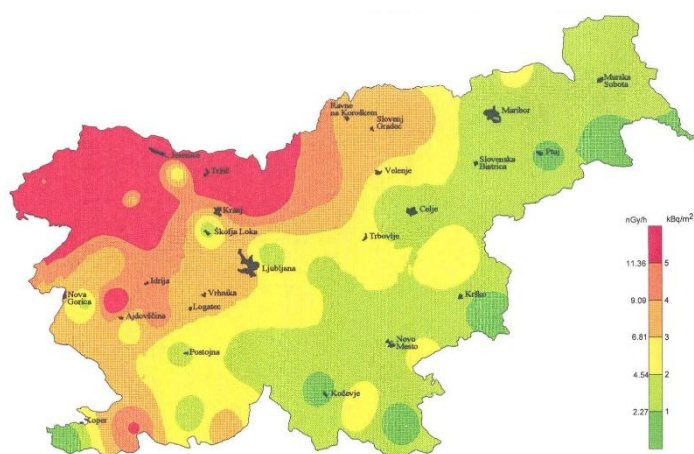 Murska
Sobota
Ravne
na Koroškem
Slovenj
Gradec
Maribor
Jesenice
Tržič
Velenje
Slovenska
Bistrica
Ptuj
Kranj
Celje
Škofja Loka
Trbovlje
Ljubljana
Idrija
Nova
Gorica
Vrhnika
Logatec
Ajdovščina
Krško
Novo
Mesto
Postojna
Kočevje
Koper
nGy/h kBq/m²
5
11.36
4
9.09
3
6.81
2
4.54
1
2.27